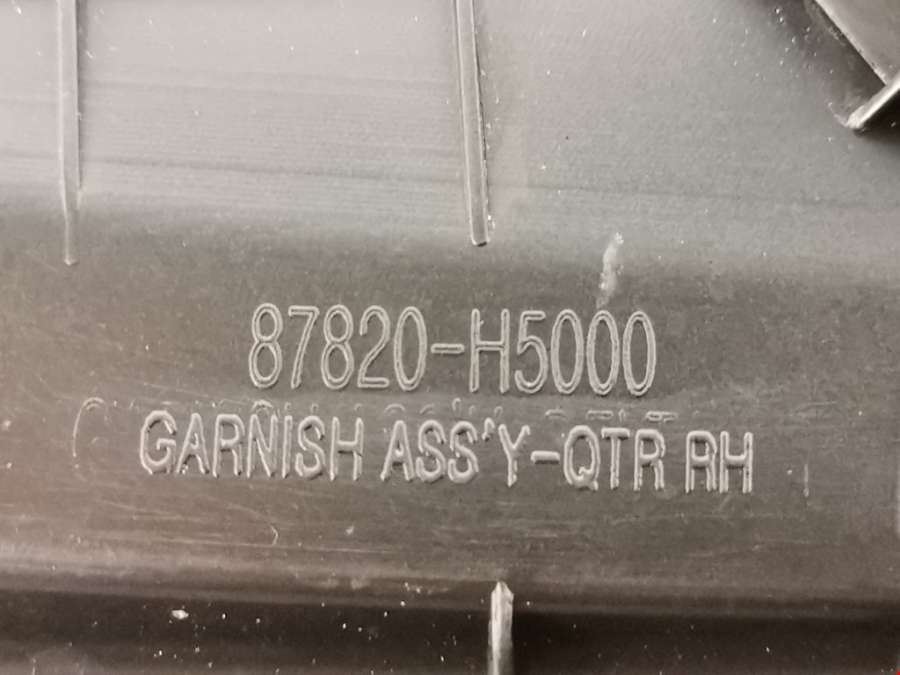 87820-H5000
GARNISH ASS'Y-QTR RH